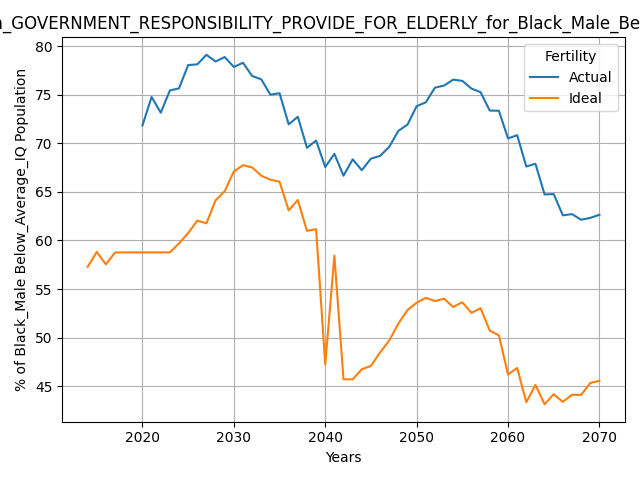 GOVERNMENT_RESPONSIBILITY_PROVIDE_FOR_ELDERLY_for_Black_Male_Be
Fertility
Actual
Ideal
% of Black_Male Below_Average_IQ Population
80
75
70
65
60
55
50
45
2020 2030 2040 2050 2060 2070
Years